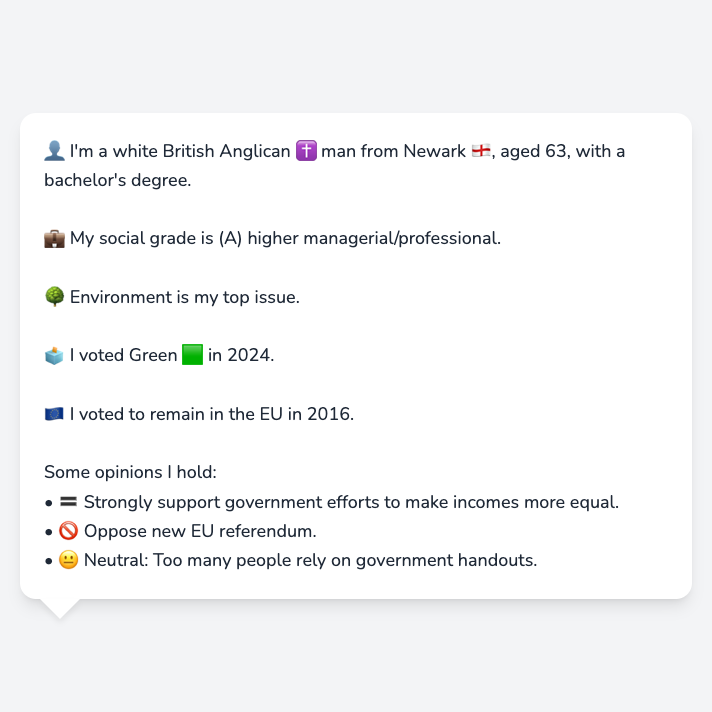 👤 I'm a white British Anglican ✝️ man from Newark 🏴󠁧󠁢󠁥󠁮󠁧󠁿, aged 63, with a
bachelor's degree.
💼 My social grade is (A) higher managerial/professional.
🌳 Environment is my top issue.
🗳️ I voted Green 🟩 in 2024.
🇪🇺 I voted to remain in the EU in 2016.
Some opinions I hold:
• 🟰 Strongly support government efforts to make incomes more equal.
• 🚫 Oppose new EU referendum.
• 😐 Neutral: Too many people rely on government handouts.